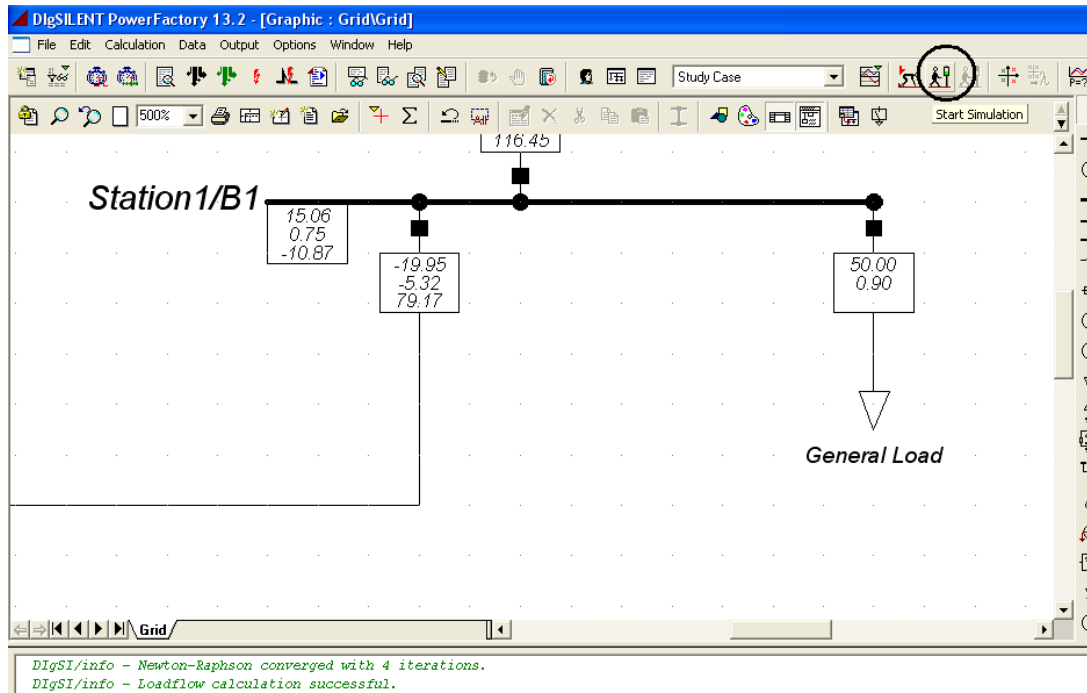 DIgSILENT PowerFactory 13.2 - [Graphic : Grid\Grid]
File Edit Calculation Data Output Options Window Help
Study Case
500%
Start Simulation
116.45
Station1/B1
15.06
0.75
-10.87
-19.95
-5.32
79.17
50.00
0.90
General Load
Grid
DIgSI/info - Newton-Raphson converged with 4 iterations.
DIgSI/info - Loadflow calculation successful.